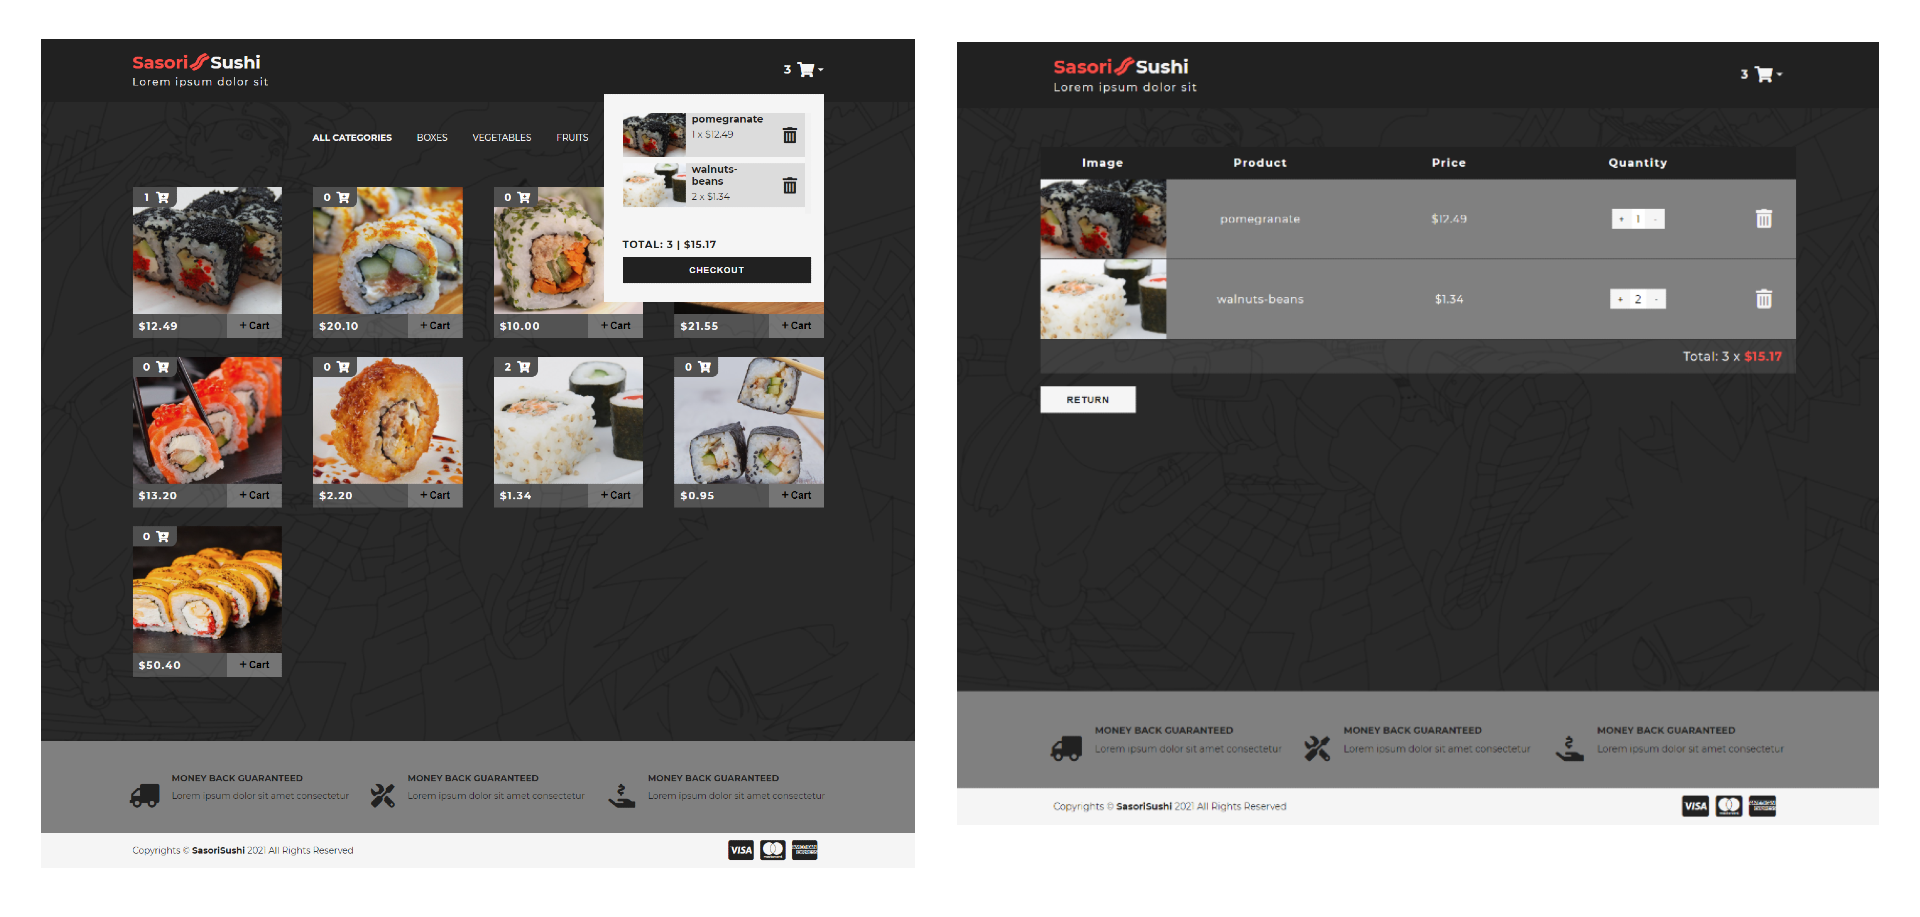 Sasori Sushi
Lorem ipsum dolor sit
3
ALL CATEGORIES BOXES VEGETABLES FRUITS
pomegranate
1 x $12.49
walnuts-
beans
2 x $1.34
TOTAL: 3 | $15.17
CHECKOUT
1 0 0
$12.49 + Cart $20.10 + Cart $10.00 + Cart $21.55 + Cart
0 0 2 0
$13.20 + Cart $2.20 + Cart $1.34 + Cart $0.95 + Cart
0
$50.40 + Cart
MONEY BACK GUARANTEED MONEY BACK GUARANTEED MONEY BACK GUARANTEED
Lorem ipsum dolor sit amet consectetur Lorem ipsum dolor sit amet consectetur Lorem ipsum dolor sit amet consectetur
Copyrights © SasoriSushi 2021 All Rights Reserved VISA
Sasori Sushi
Lorem ipsum dolor sit
3
Image Product Price Quantity
pomegranate $12.49 + 1 -
walnuts-beans $1.34 + 2 -
Total: 3 x $15.17
RETURN
MONEY BACK GUARANTEED MONEY BACK GUARANTEED MONEY BACK GUARANTEED
Lorem ipsum dolor sit amet consectetur Lorem ipsum dolor sit amet consectetur Lorem ipsum dolor sit amet consectetur
Copyrights © SasoriSushi 2021 All Rights Reserved VISA